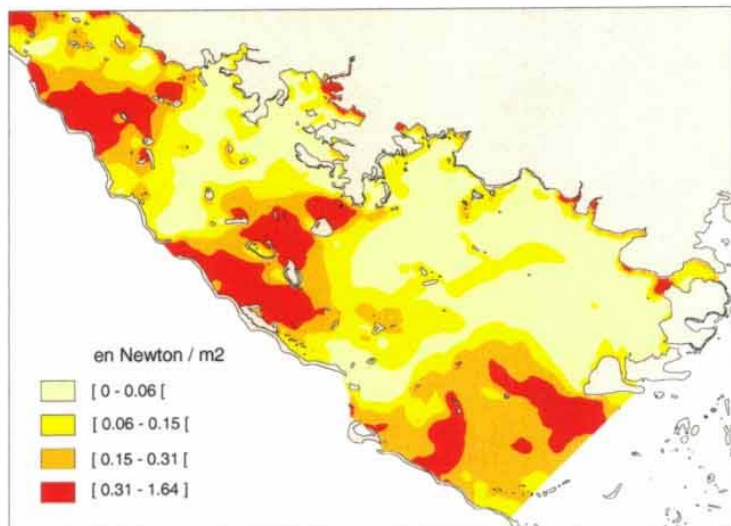 en Newton / m2
[ 0 - 0.06 [
[ 0.06 - 0.15 [
[ 0.15 - 0.31 [
[ 0.31 - 1.64 ]